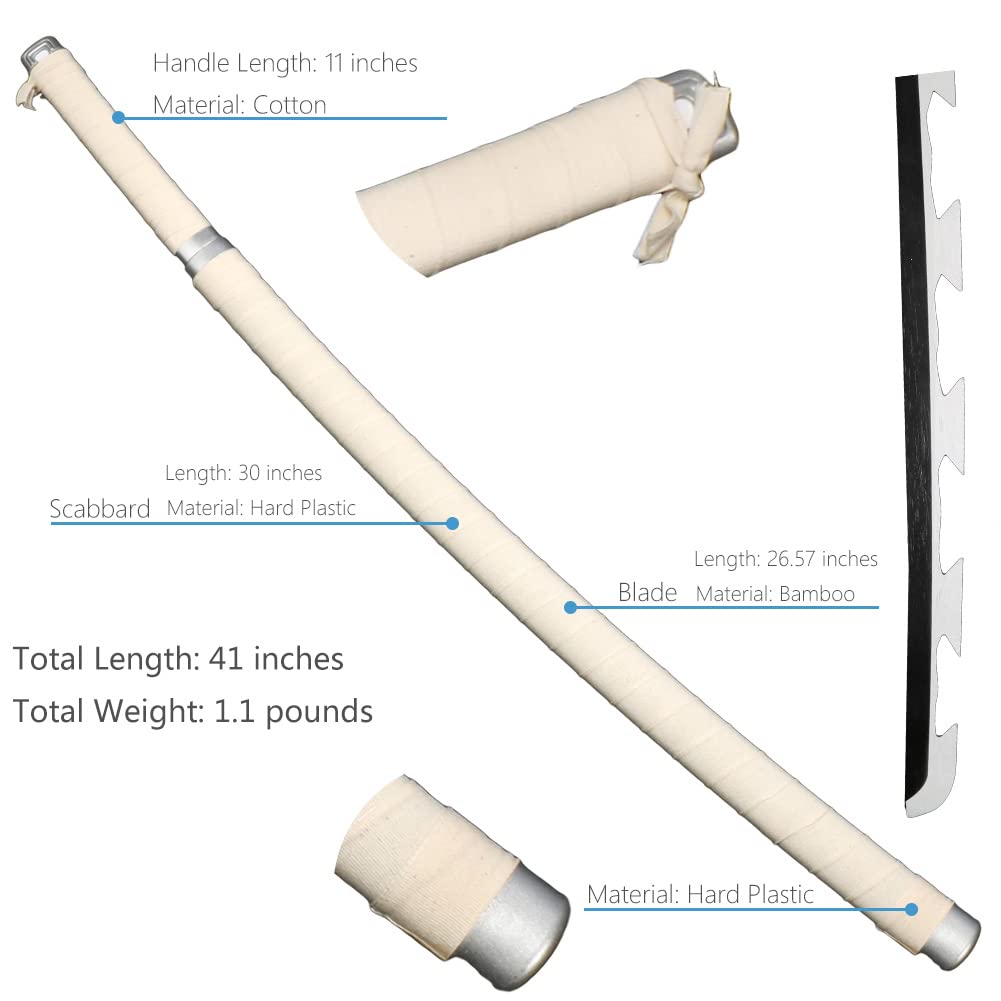 Handle Length: 11 inches
Material: Cotton
Length: 30 inches
Scabbard Material: Hard Plastic
Length: 26.57 inches
Blade Material: Bamboo
Total Length: 41 inches
Total Weight: 1.1 pounds
Material: Hard Plastic